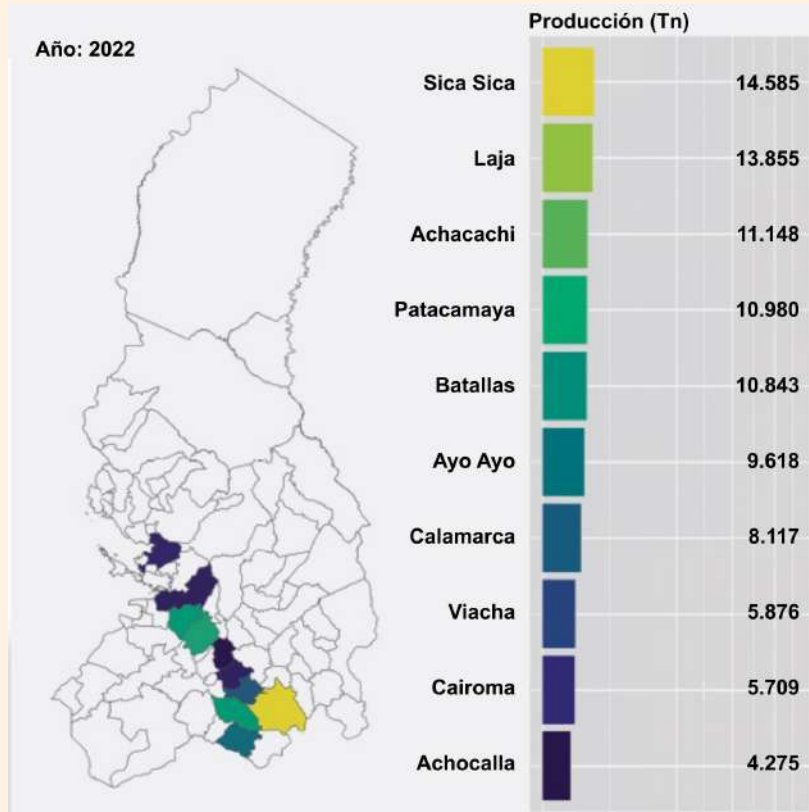 Producción (Tn)
Año: 2022
Sica Sica 14.585
Laja 13.855
Achacachi 11.148
Patacamaya 10.980
Batallas 10.843
Ayo Ayo 9.618
Calamarca 8.117
Viacha 5.876
Cairoma 5.709
Achocalla 4.275